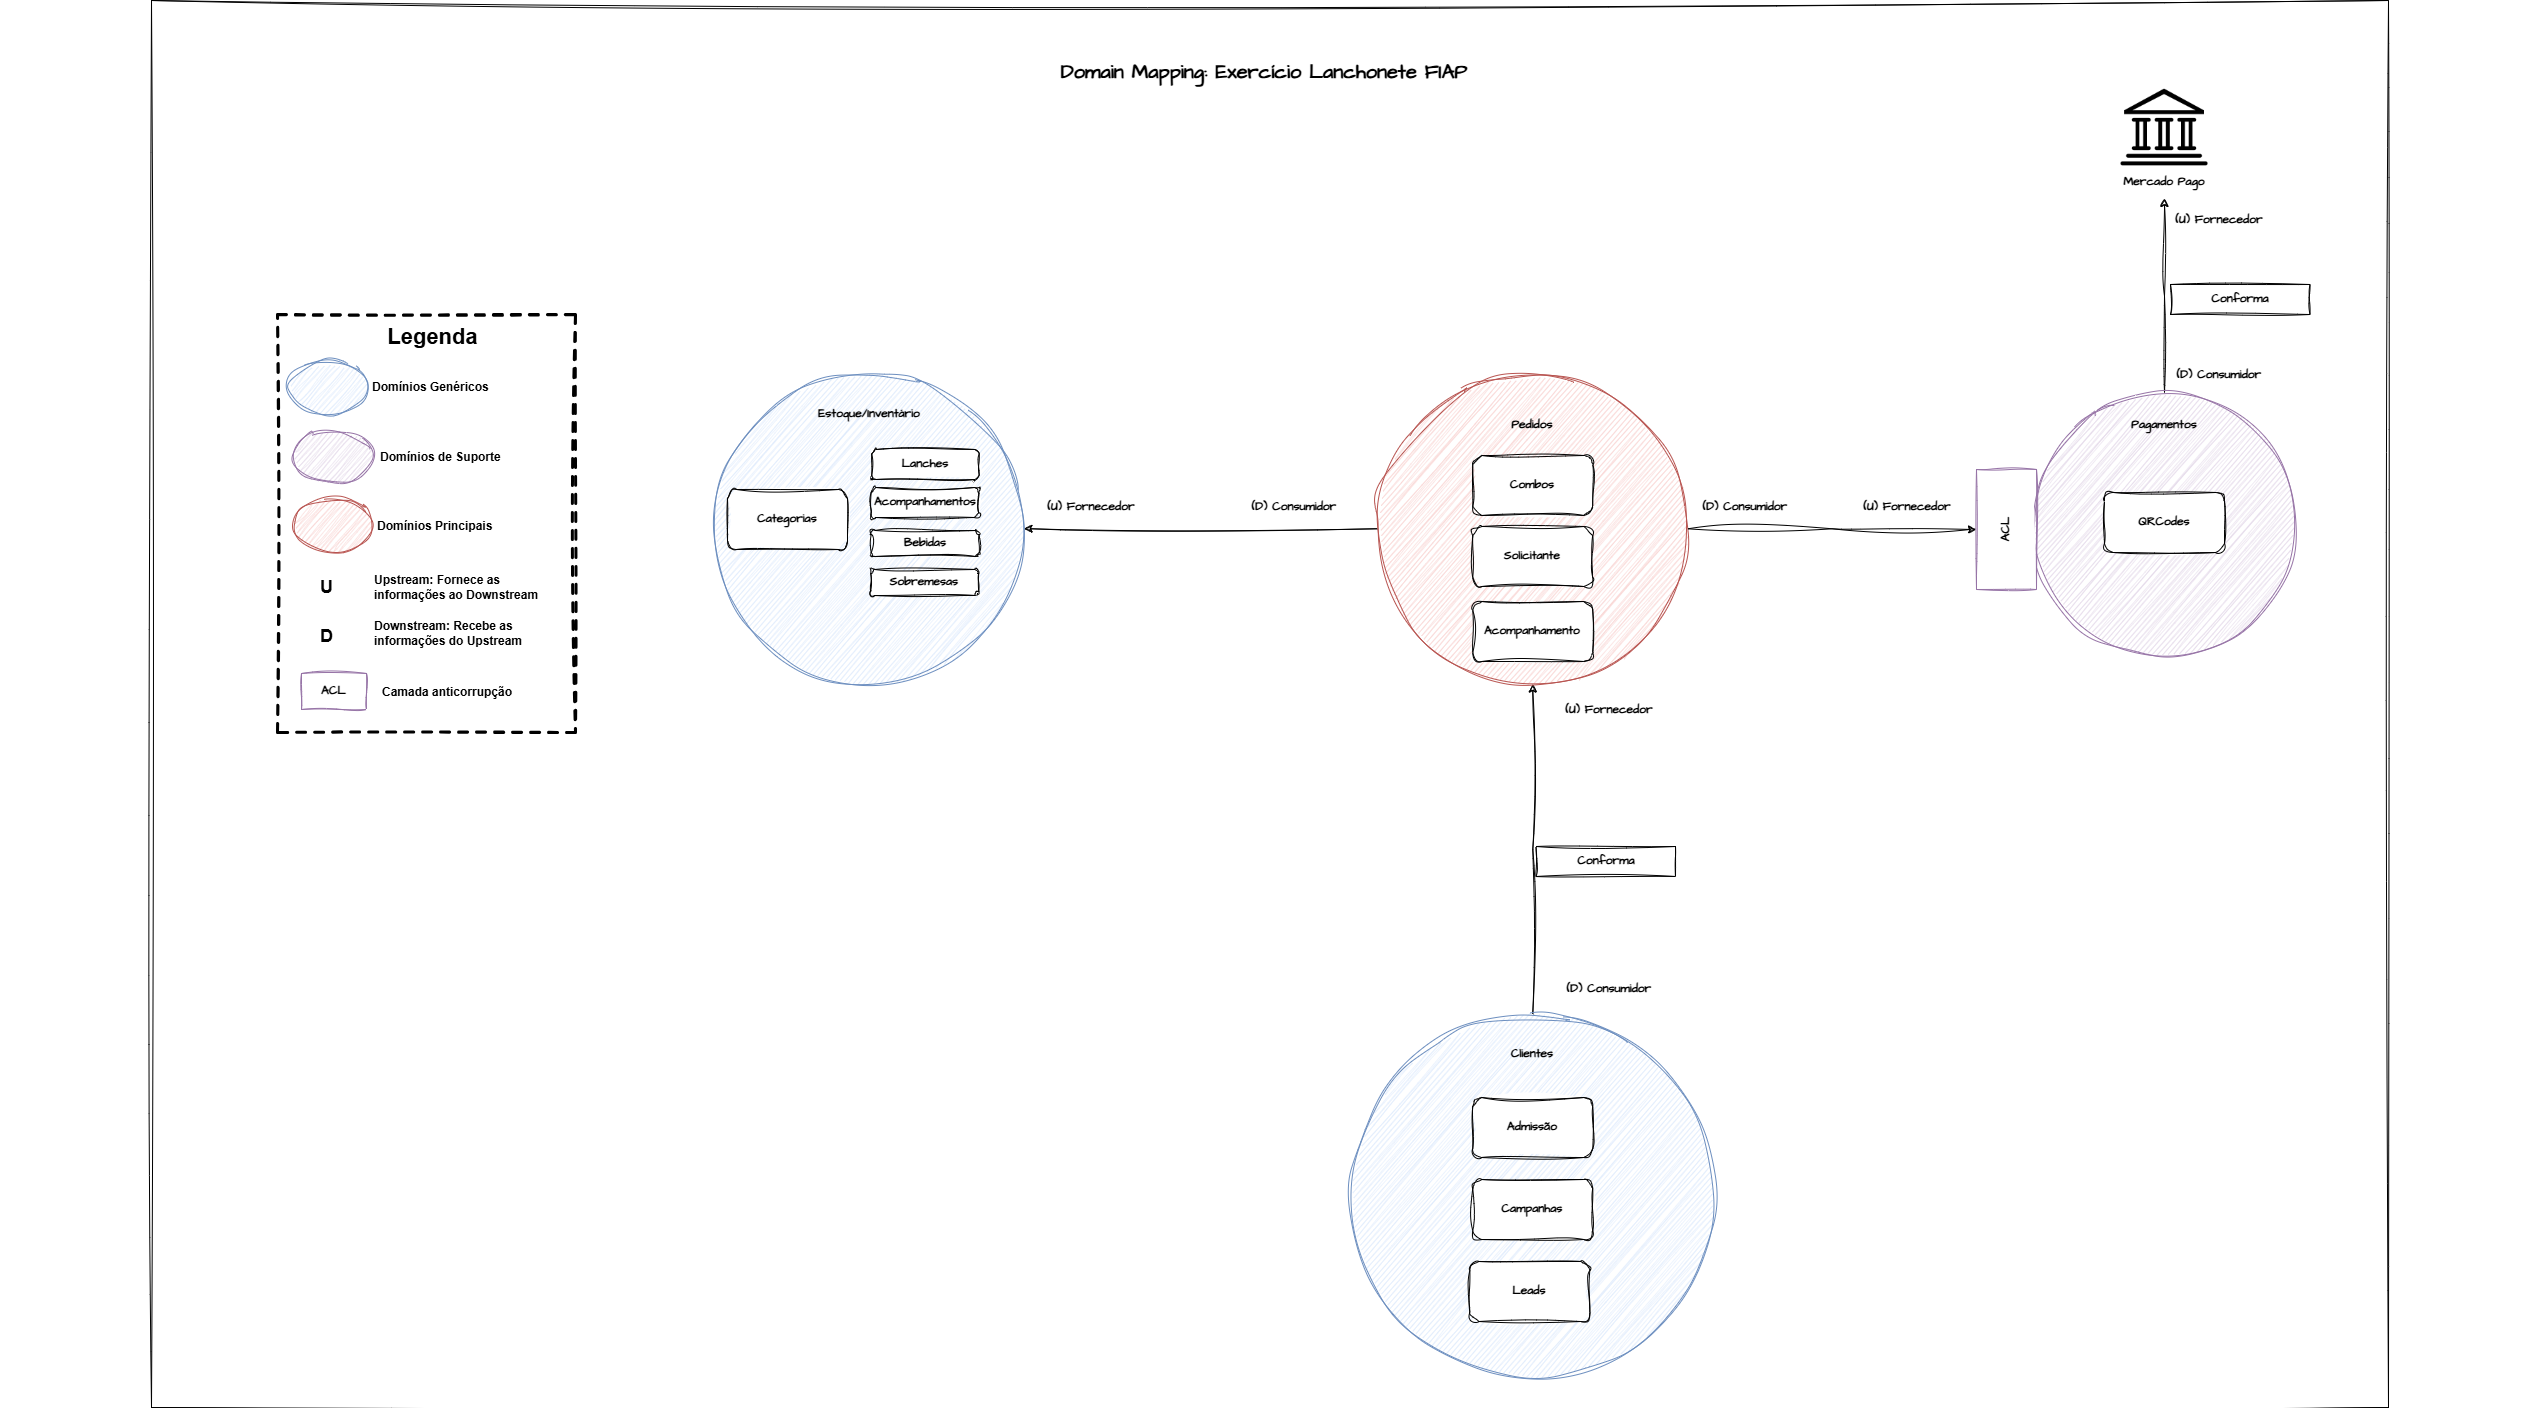 Domain Mapping: Exercício Lanchonete FIAP
Mercado Pago
(U) Fornecedor
Conforma
(D) Consumidor
Legenda
Domínios Genéricos
Domínios de Suporte
Domínios Principais
U
Upstream: Fornece as
informações ao Downstream
D
Downstream: Recebe as
informações do Upstream
ACL
Camada anticorrupção
Estoque/Inventário
Categorias
Lanches
Acompanhamentos
Bebidas
Sobremesas
(U) Fornecedor
(D) Consumidor
Pedidos
Combos
Solicitante
Acompanhamento
(D) Consumidor
(U) Fornecedor
ACL
Pagamentos
QRCodes
(U) Fornecedor
Conforma
(D) Consumidor
Clientes
Admissão
Campanhas
Leads